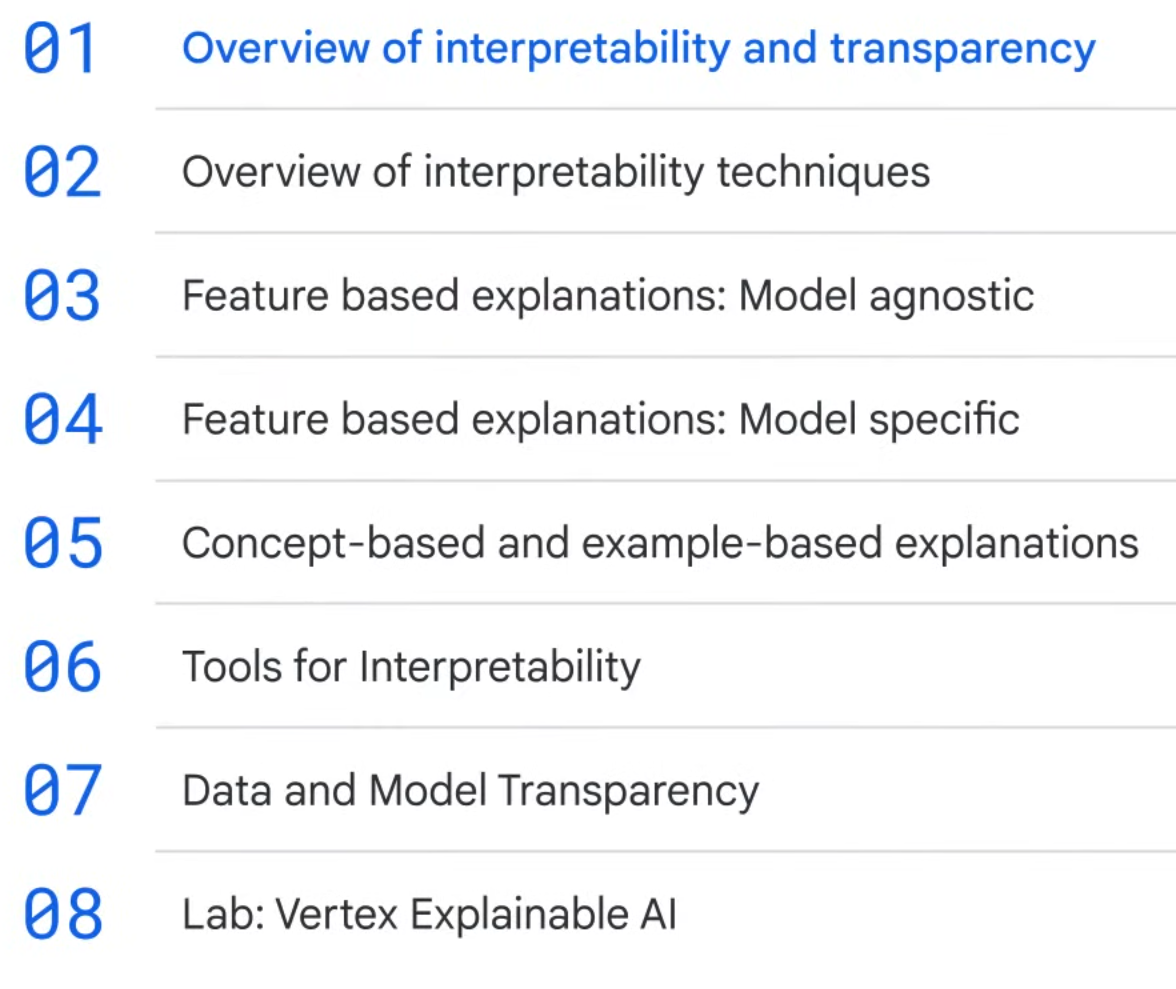 01 Overview of interpretability and transparency
02 Overview of interpretability techniques
03 Feature based explanations: Model agnostic
04 Feature based explanations: Model specific
05 Concept-based and example-based explanations
06 Tools for Interpretability
07 Data and Model Transparency
08 Lab: Vertex Explainable AI